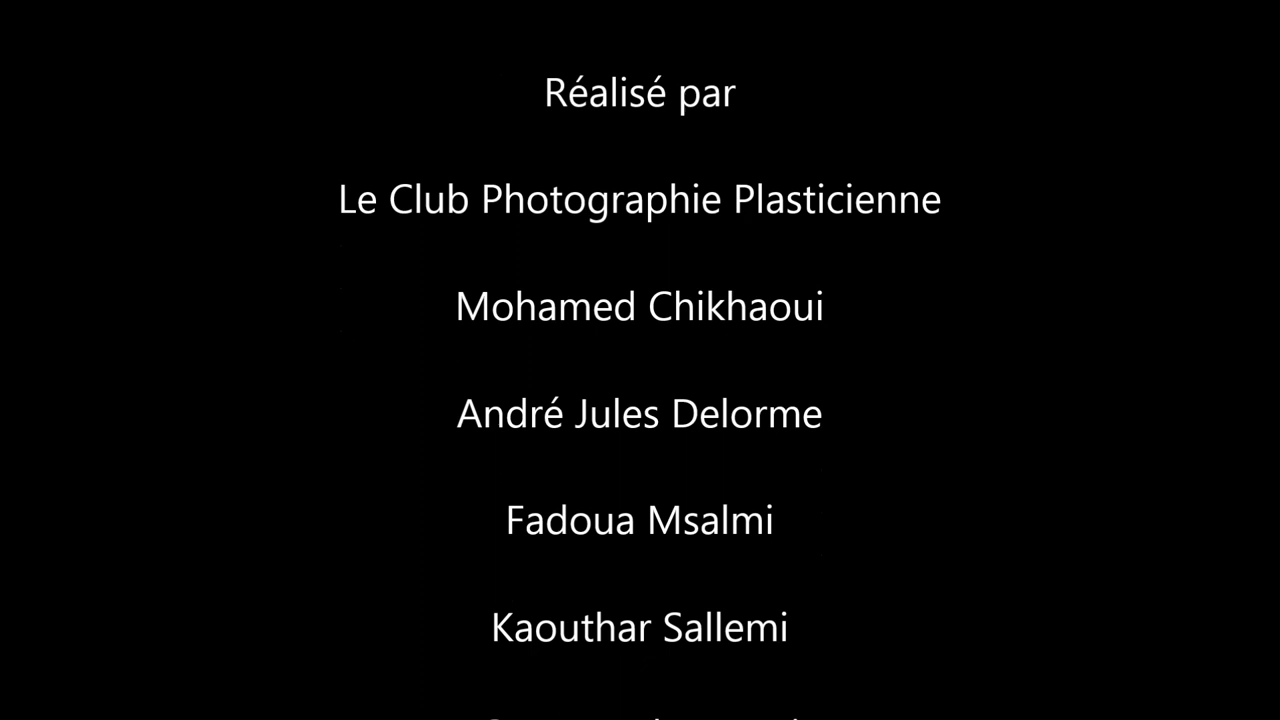 Réalisé par
Le Club Photographie Plasticienne
Mohamed Chikhaoui
André Jules Delorme
Fadoua Msalmi
Kaouthar Sallemi